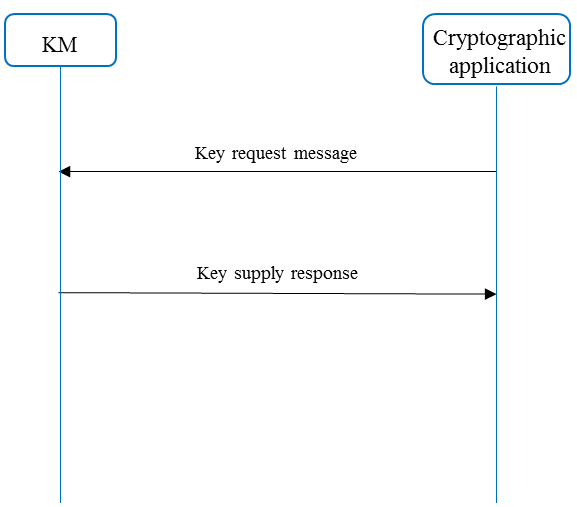 KM
Cryptographic
application
Key request message
Key supply response